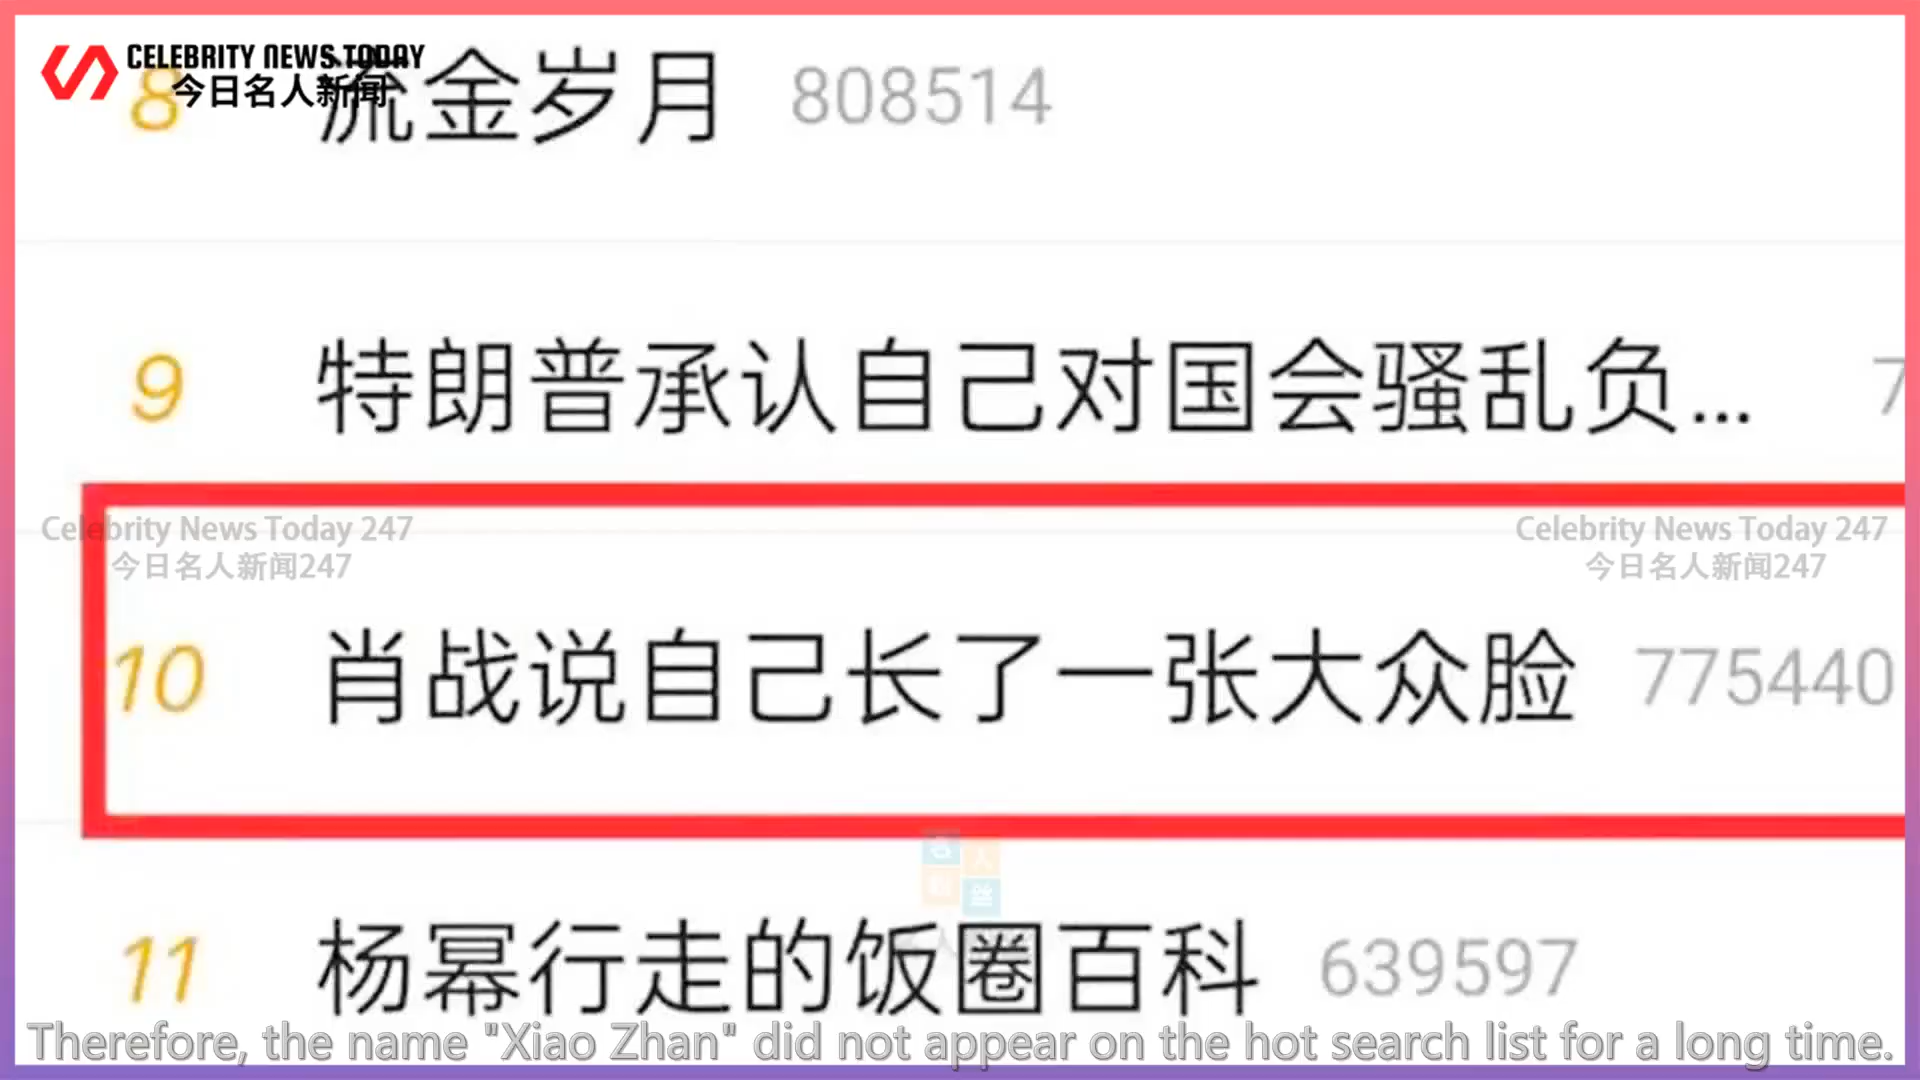 CELEBRITY NEWS TODAY
今日名人新闻
8 流金岁月 808514
9 特朗普承认自己对国会骚乱负... 7
Celebrity News Today 247
今日名人新闻247
Celebrity News Today 247
今日名人新闻247
10 肖战说自己长了一张大众脸 775440
11 杨幂行走的饭圈百科 639597
Therefore, the name "Xiao Zhan" did not appear on the hot search list for a long time.